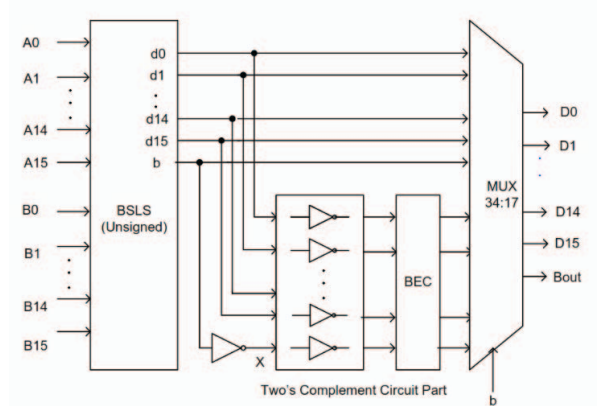 A0
A1
A14
A15
B0
B1
B14
B15
BSLS
(Unsigned)
d0
d1
d14
d15
b
X
BEC
MUX
34:17
D0
D1
D14
D15
Bout
b
Two's Complement Circuit Part